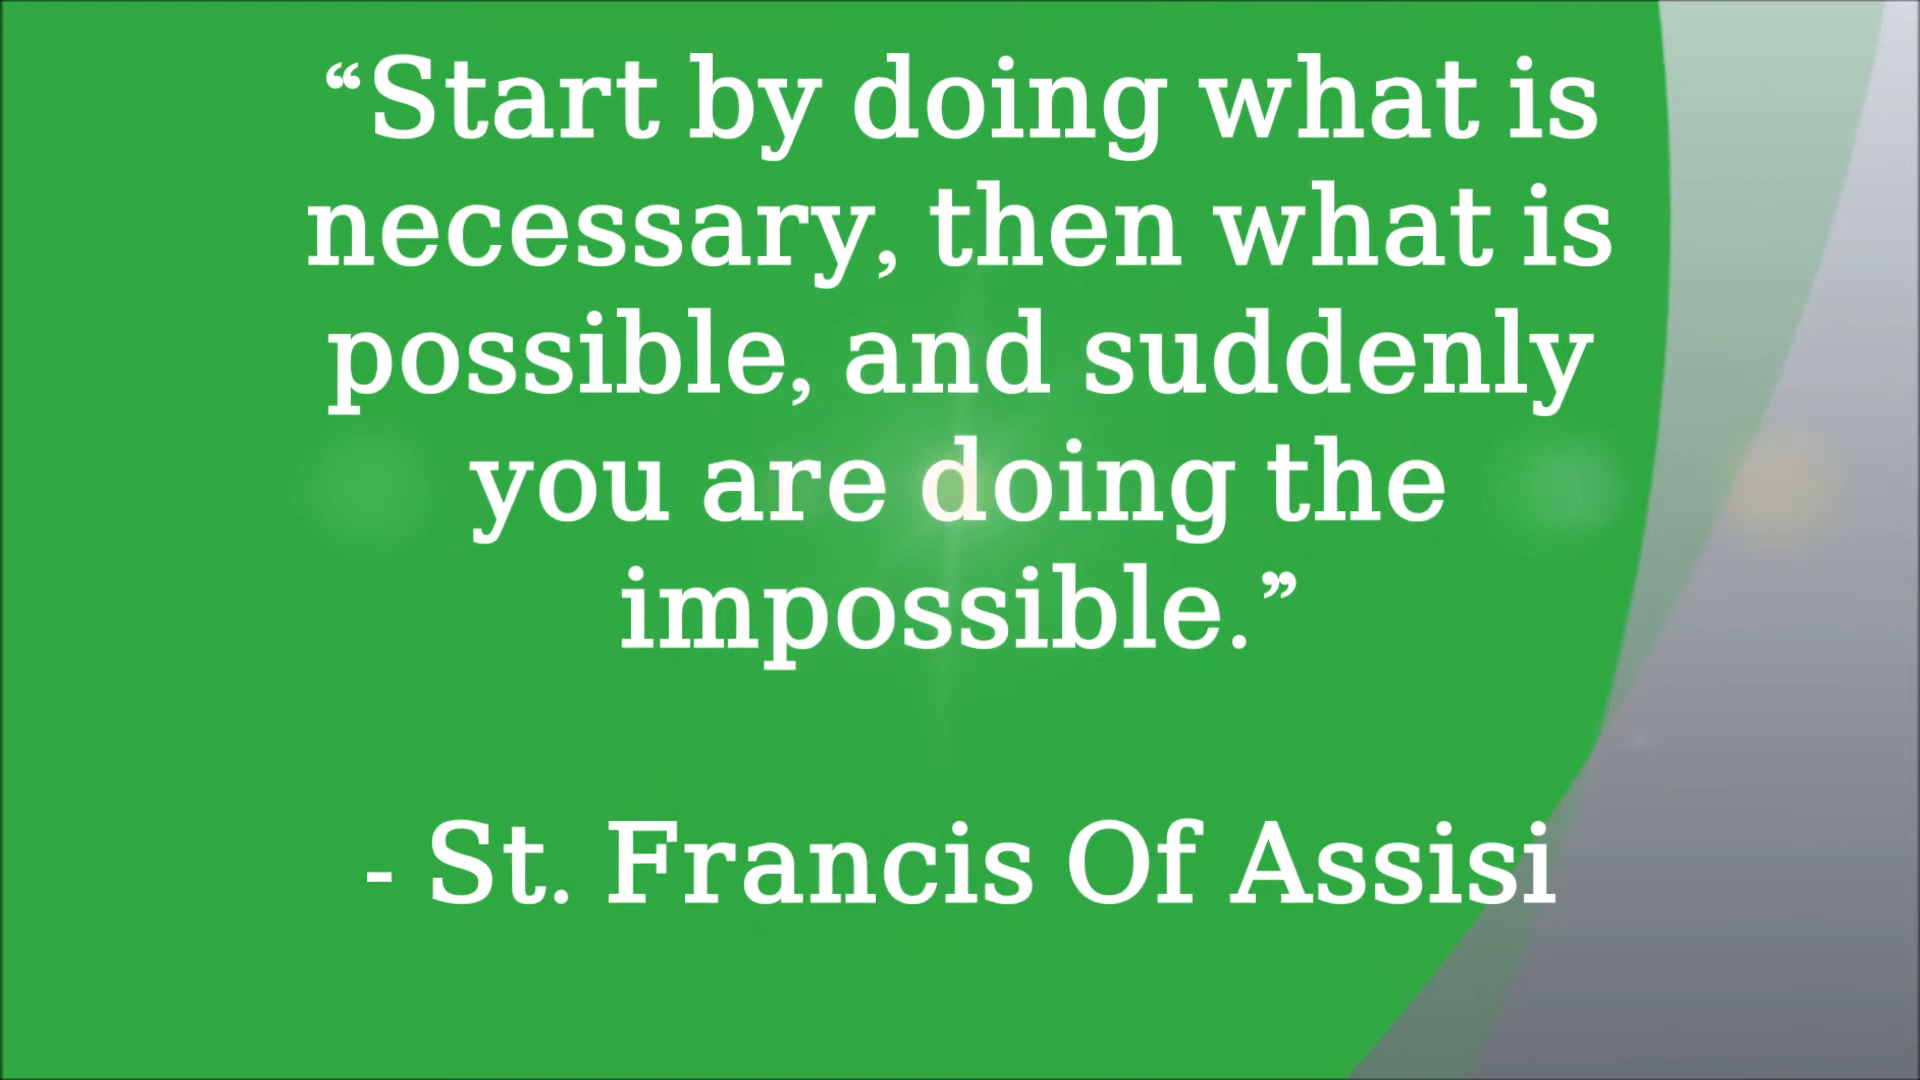 “Start by doing what is
necessary, then what is
possible, and suddenly
you are doing the
impossible.”
- St. Francis Of Assisi